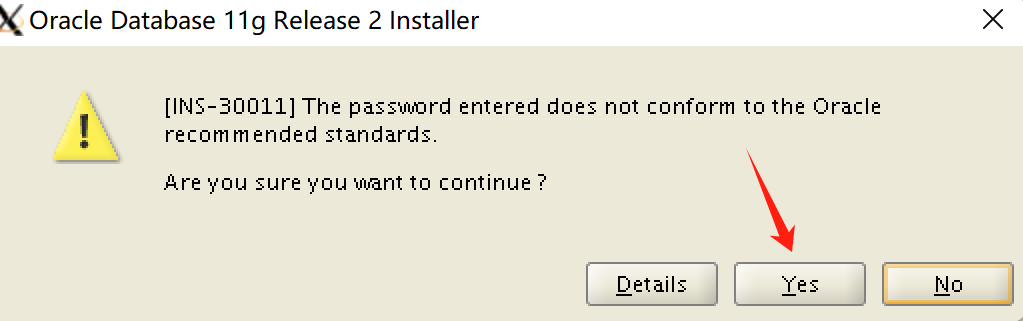 Oracle Database 11g Release 2 Installer
[INS-30011] The password entered does not conform to the Oracle
recommended standards.
Are you sure you want to continue ?
Details Yes No